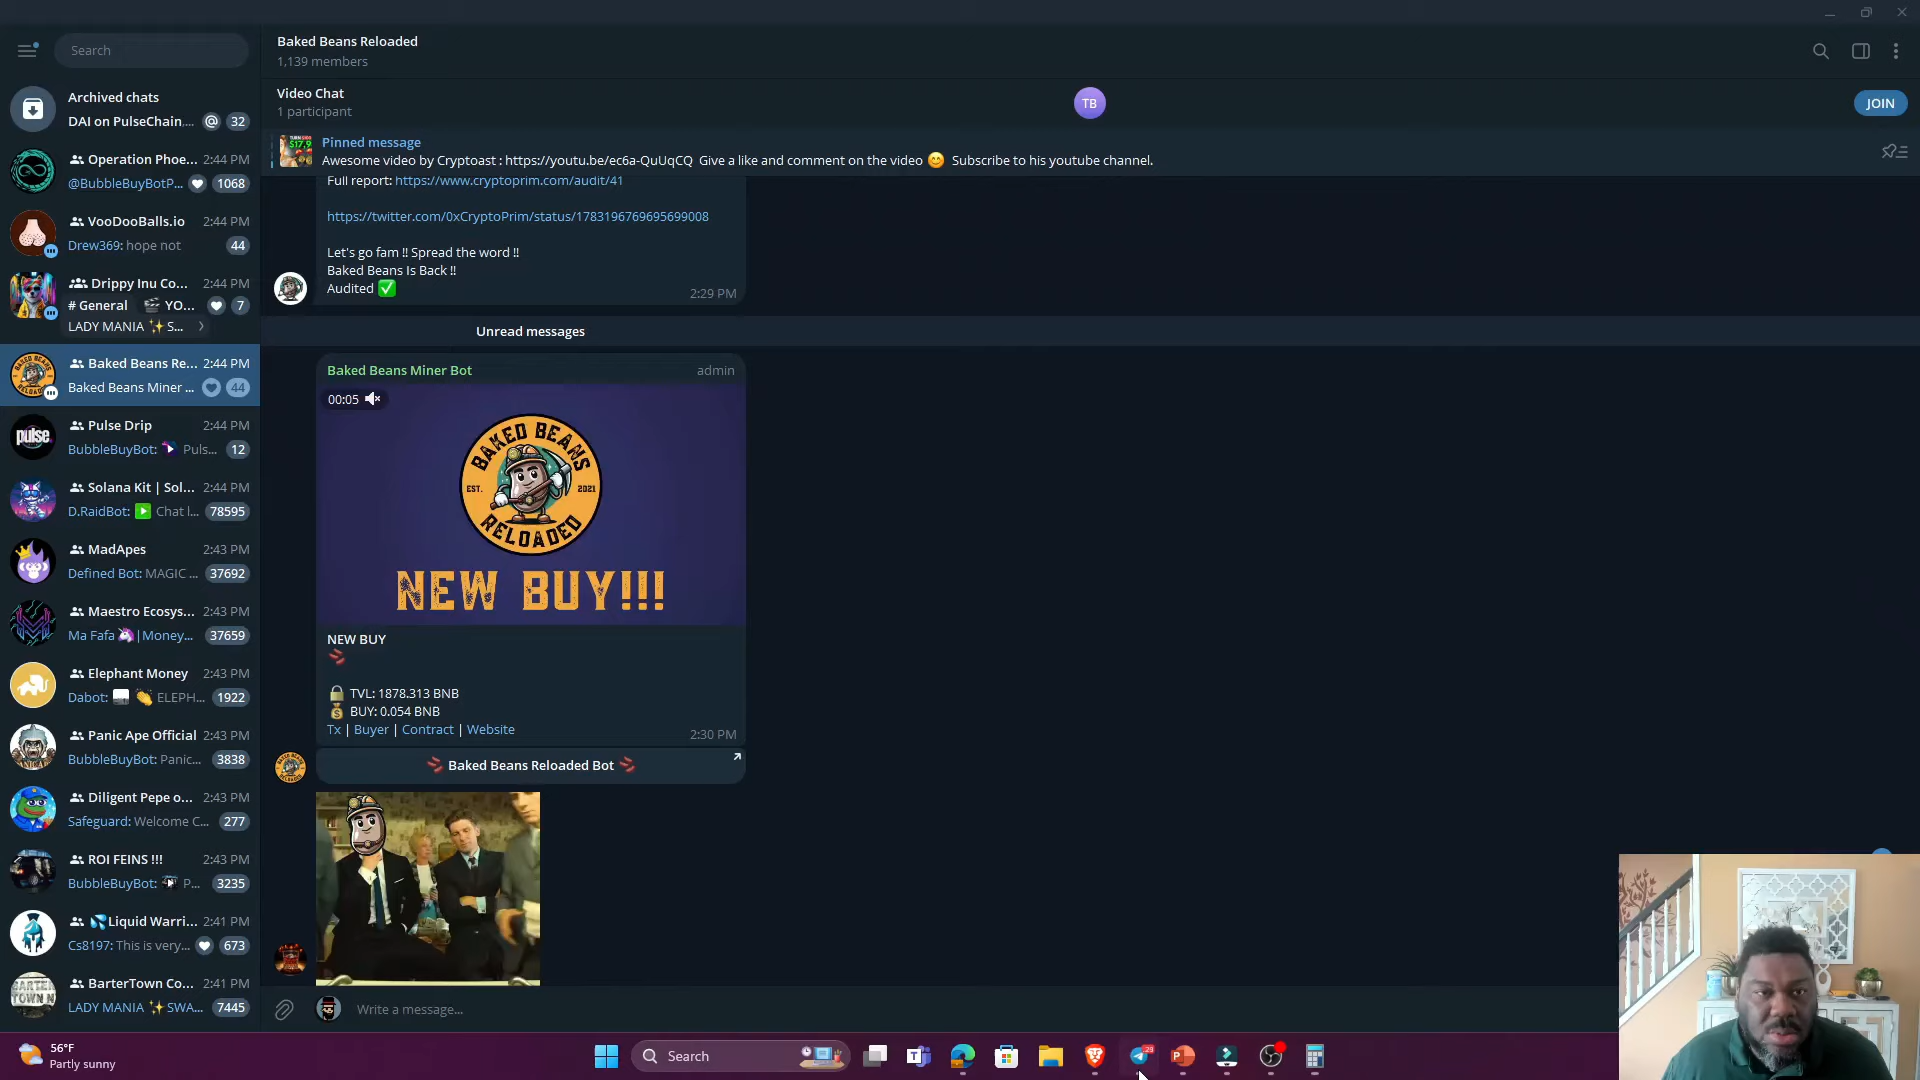 Search
Archived chats
DAI on PulseChain,...
@
32
Operation Phoe...
2:44 PM
@BubbleBuyBotP...
1068
VooDooBalls.io
2:44 PM
Drew369: hope not
44
Drippy Inu Co...
2:44 PM
# General
YO...
7
LADY MANIA ✨ S...
Baked Beans Re...
2:44 PM
Baked Beans Miner ...
44
Pulse Drip
2:44 PM
BubbleBuyBot: Puls...
12
Solana Kit | Sol...
2:44 PM
D.RaidBot: ▶ Chat l...
78595
MadApes
2:43 PM
Defined Bot: MAGIC ...
37692
Maestro Ecosys...
2:43 PM
Ma Fafa 🦄|Money...
37659
Elephant Money
2:43 PM
Dabot: 👏 ELEPH...
1922
Panic Ape Official
2:43 PM
BubbleBuyBot: Panic...
3838
Diligent Pepe o...
2:43 PM
Safeguard: Welcome C...
277
ROI FEINS !!!
2:43 PM
BubbleBuyBot: P...
3235
💦Liquid Warri...
2:41 PM
Cs8197: This is very...
673
BarterTown Co...
2:41 PM
LADY MANIA ✨SWA...
7445
Baked Beans Reloaded
1,139 members
Video Chat
1 participant
TB
JOIN
Pinned message
Awesome video by Cryptoast : https://youtu.be/ec6a-QuUqCQ Give a like and comment on the video 😊 Subscribe to his youtube channel.
Full report: https://www.cryptoprim.com/audit/41
https://twitter.com/0xCryptoPrim/status/1783196769695699008
Let's go fam !! Spread the word !!
Baked Beans Is Back !!
Audited ✅
2:29 PM
Unread messages
Baked Beans Miner Bot
admin
00:05
BAKED BEANS
EST. 2021
RELOADED
NEW BUY!!!
NEW BUY
🔒 TVL: 1878.313 BNB
💰 BUY: 0.054 BNB
Tx | Buyer | Contract | Website
2:30 PM
Baked Beans Reloaded Bot
Write a message...
56°F
Partly sunny
Search